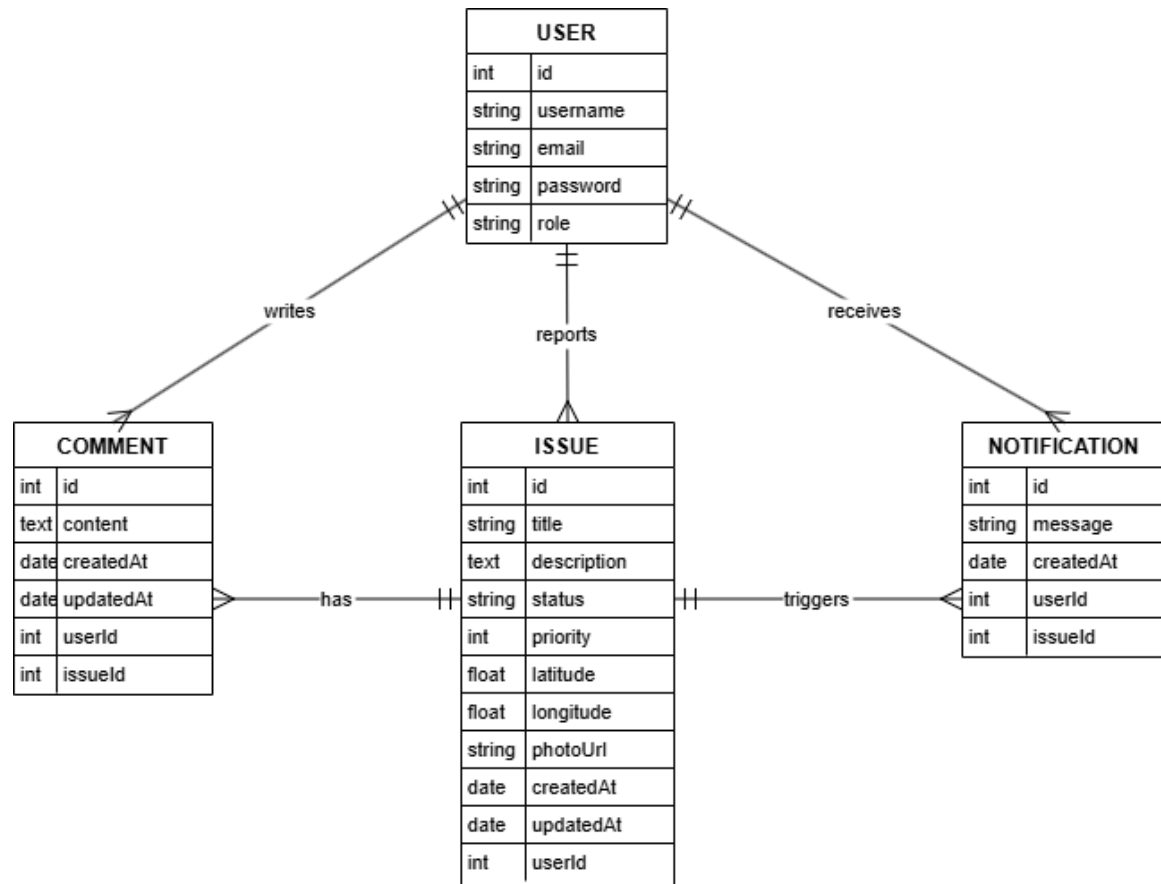 USER
int id
string username
string email
string password
string role
writes
reports
receives
COMMENT
int id
text content
date createdAt
date updatedAt
int userId
int issueId
has
ISSUE
int id
string title
text description
string status
int priority
float latitude
float longitude
string photoUrl
date createdAt
date updatedAt
int userId
triggers
NOTIFICATION
int id
string message
date createdAt
int userId
int issueId